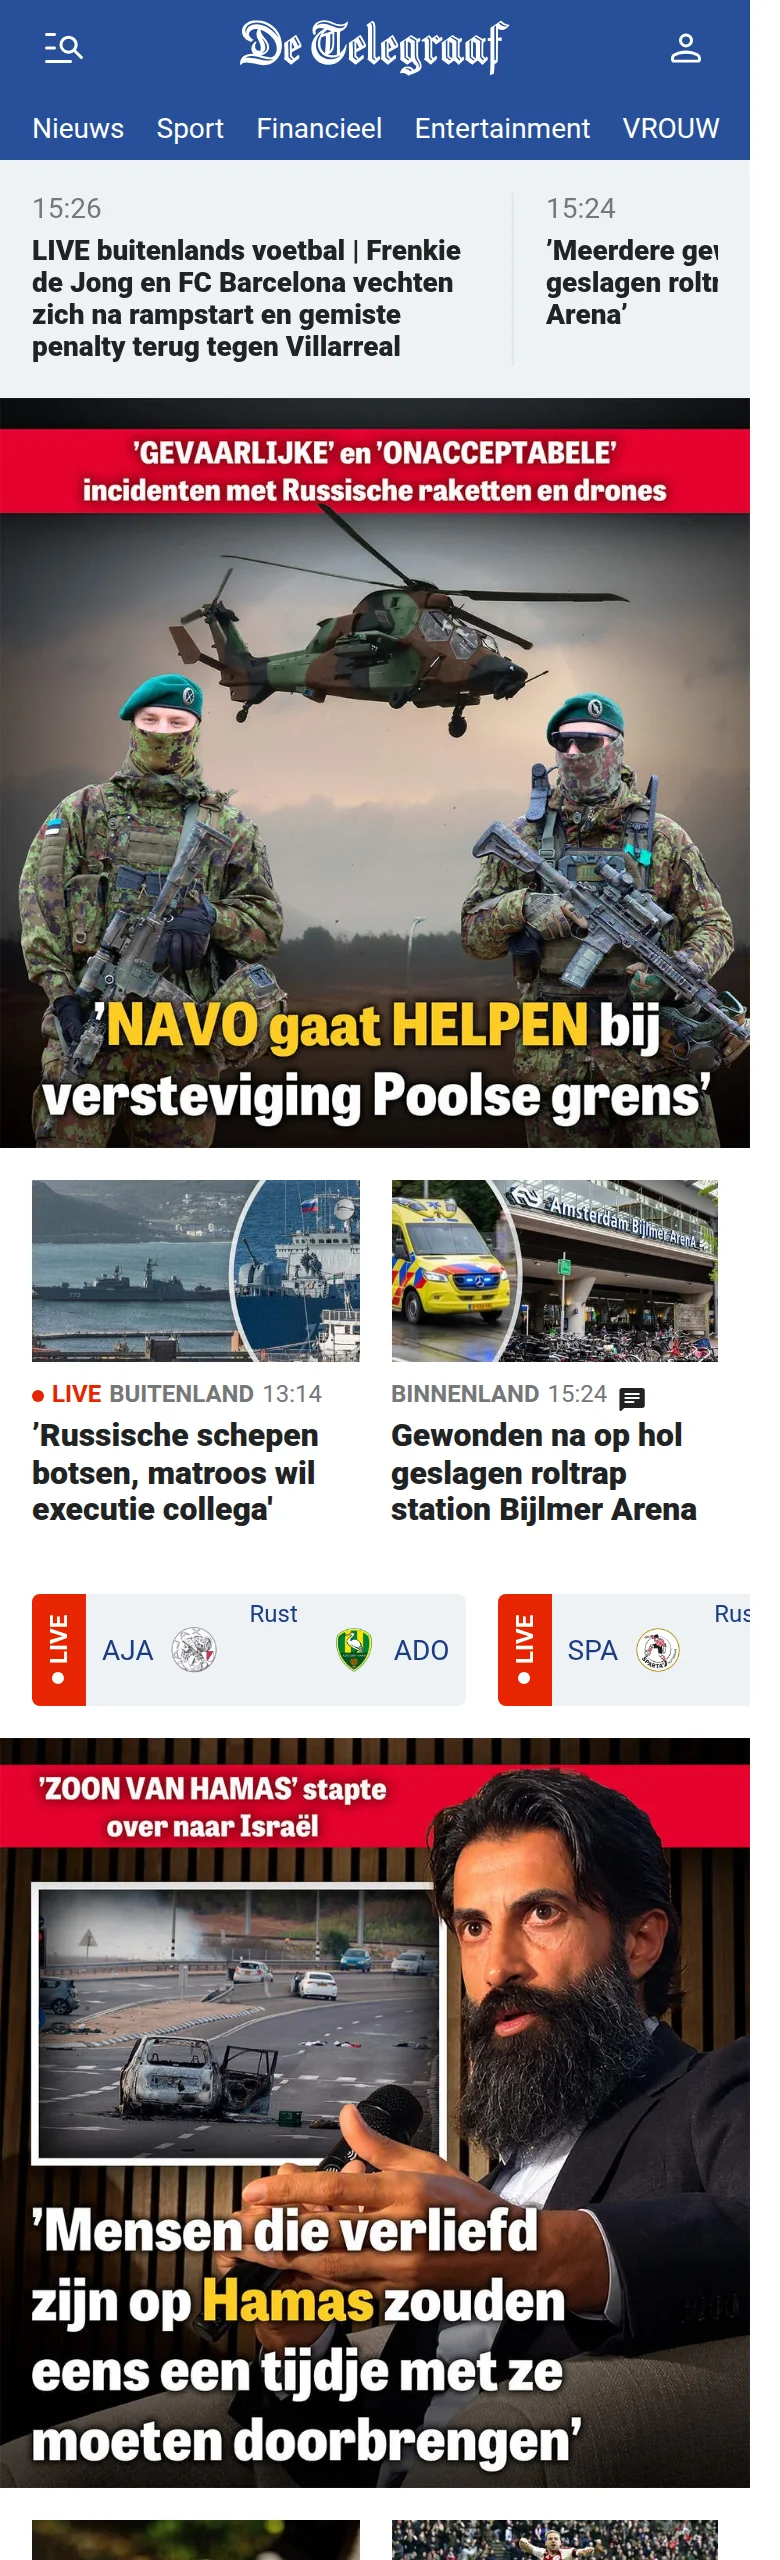 De Telegraaf
Nieuws Sport Financieel Entertainment VROUW
15:26
LIVE buitenlands voetbal | Frenkie
de Jong en FC Barcelona vechten
zich na rampstart en gemiste
penalty terug tegen Villarreal
15:24
’Meerdere
geslagen
Arena’
’GEVAARLIJKE’ en ’ONACCEPTABELE’
incidenten met Russische raketten en drones
’NAVO gaat HELPEN bij
versteviging Poolse grens’
772
Amsterdam Bijlmer ArenA
LIVE BUITENLAND 13:14
’Russische schepen
botsen, matroos wil
executie collega'
BINNENLAND 15:24
Gewonden na op hol
geslagen roltrap
station Bijlmer Arena
LIVE
AJA
Rust
ADO
LIVE
SPA
SPARTA
’ZOON VAN HAMAS’ stapte
over naar Israël
’Mensen die verliefd
zijn op Hamas zouden
eens een tijdje met ze
moeten doorbrengen’